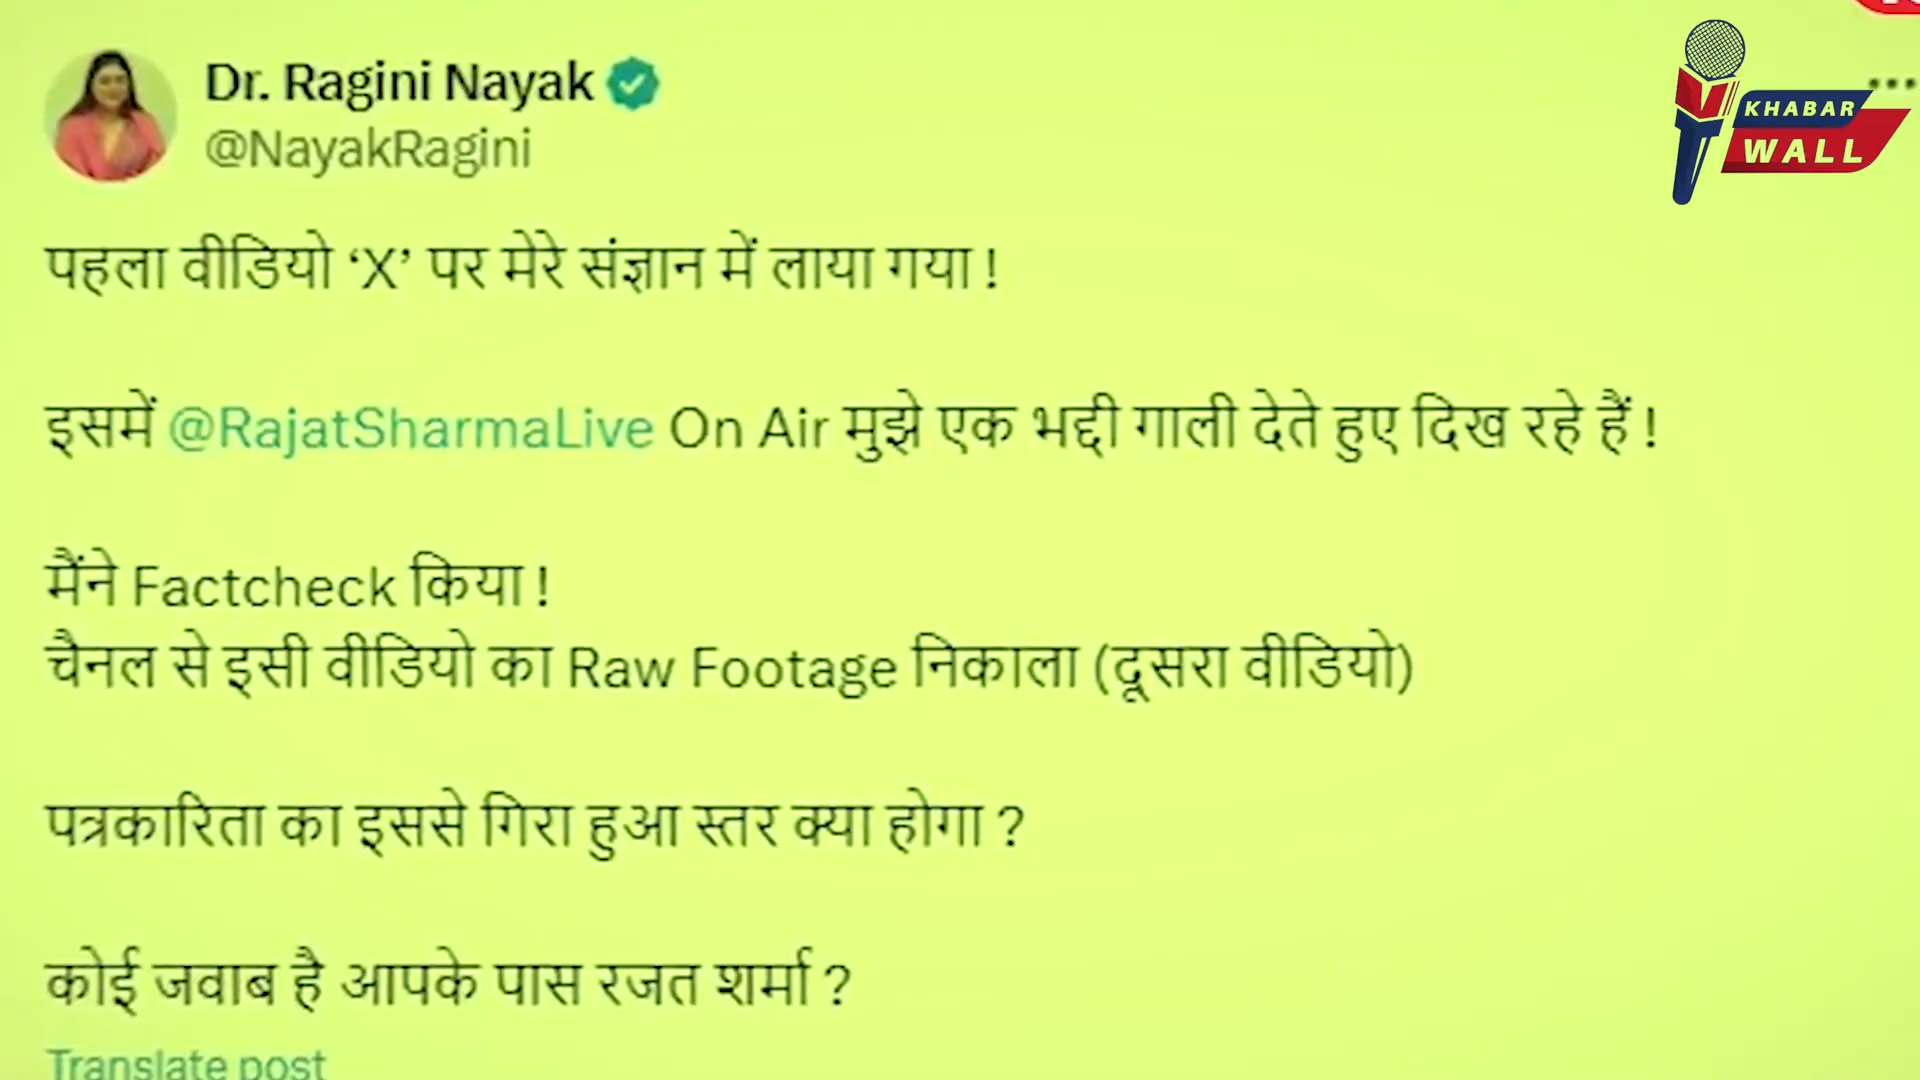 Dr. Ragini Nayak
@NayakRagini
KHABAR
WALL
पहला वीडियो ‘X’ पर मेरे संज्ञान में लाया गया !
इसमें @RajatSharmaLive On Air मुझे एक भद्दी गाली देते हुए दिख रहे हैं !
मैंने Factcheck किया !
चैनल से इसी वीडियो का Raw Footage निकाला (दूसरा वीडियो)
पत्रकारिता का इससे गिरा हुआ स्तर क्या होगा ?
कोई जवाब है आपके पास रजत शर्मा ?
Translate post